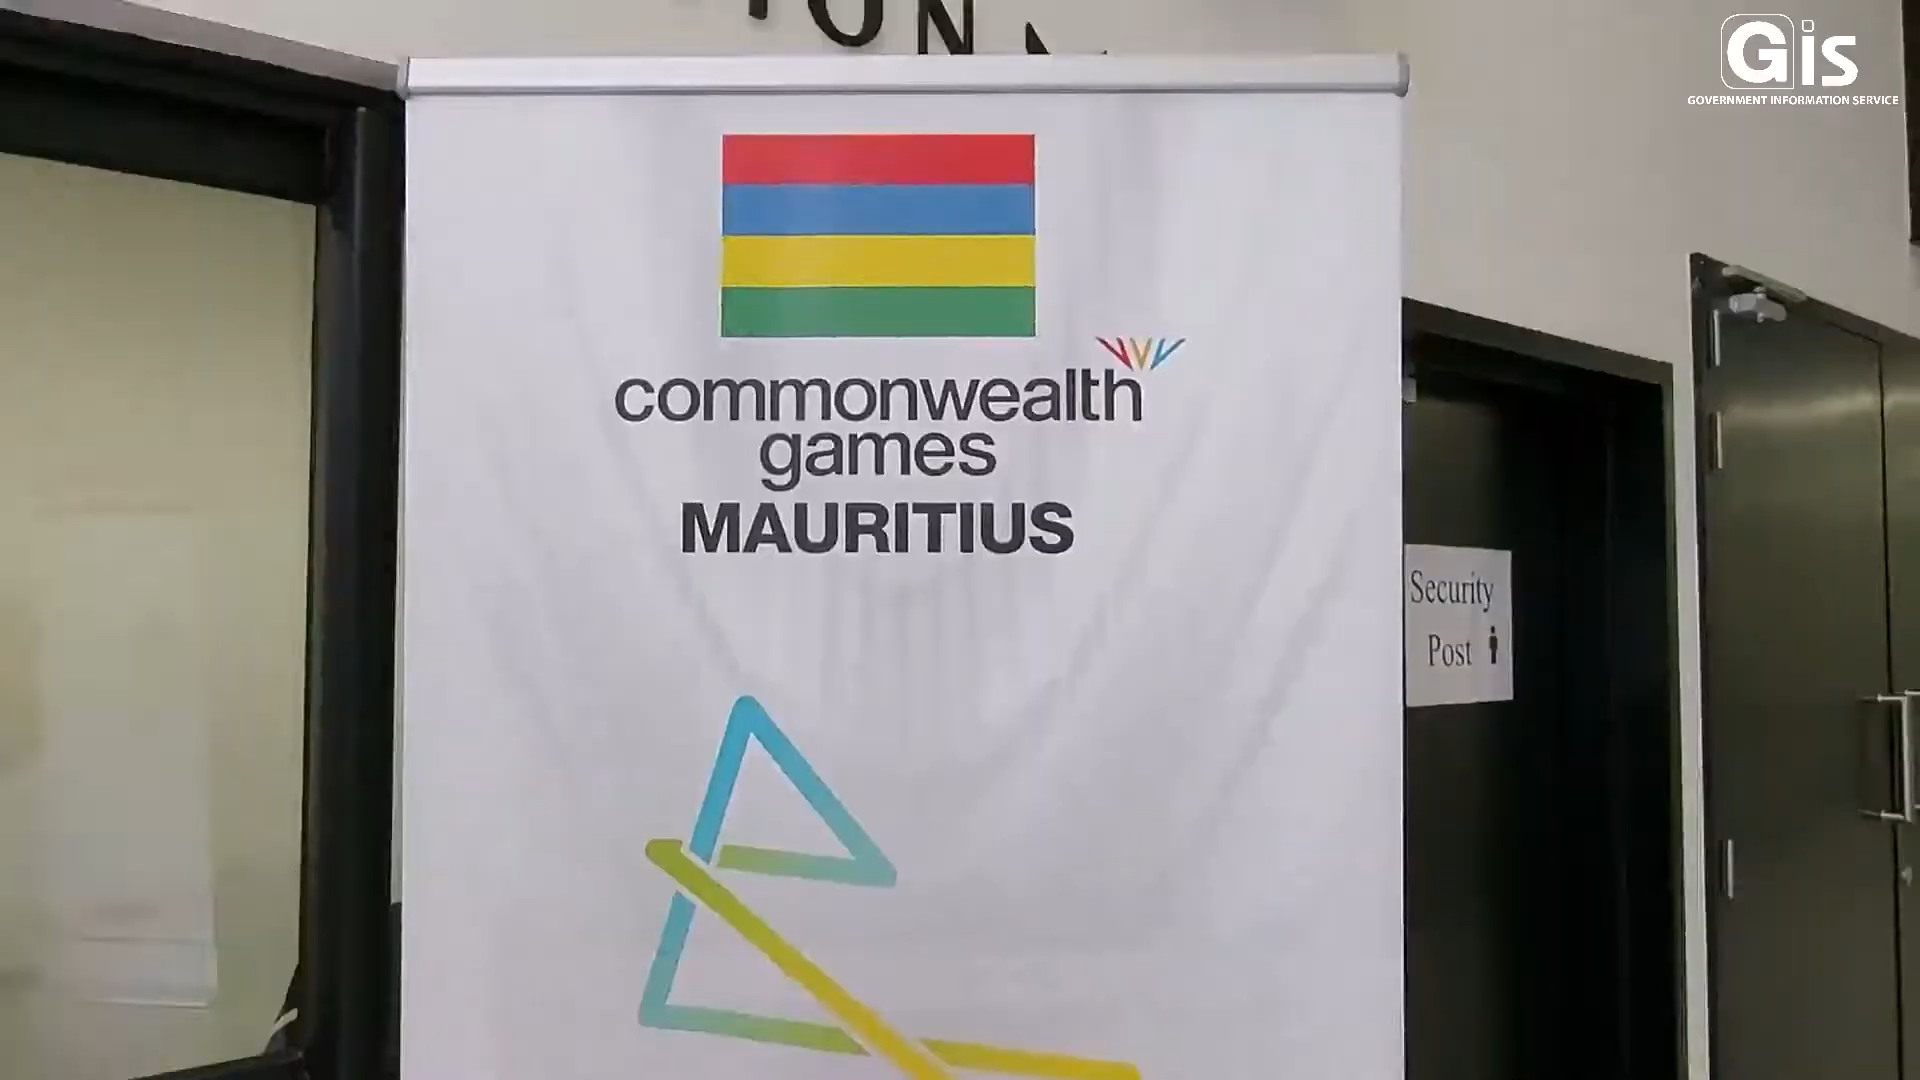 Gis
GOVERNMENT INFORMATION SERVICE
commonwealth
games
MAURITIUS
Security
Post